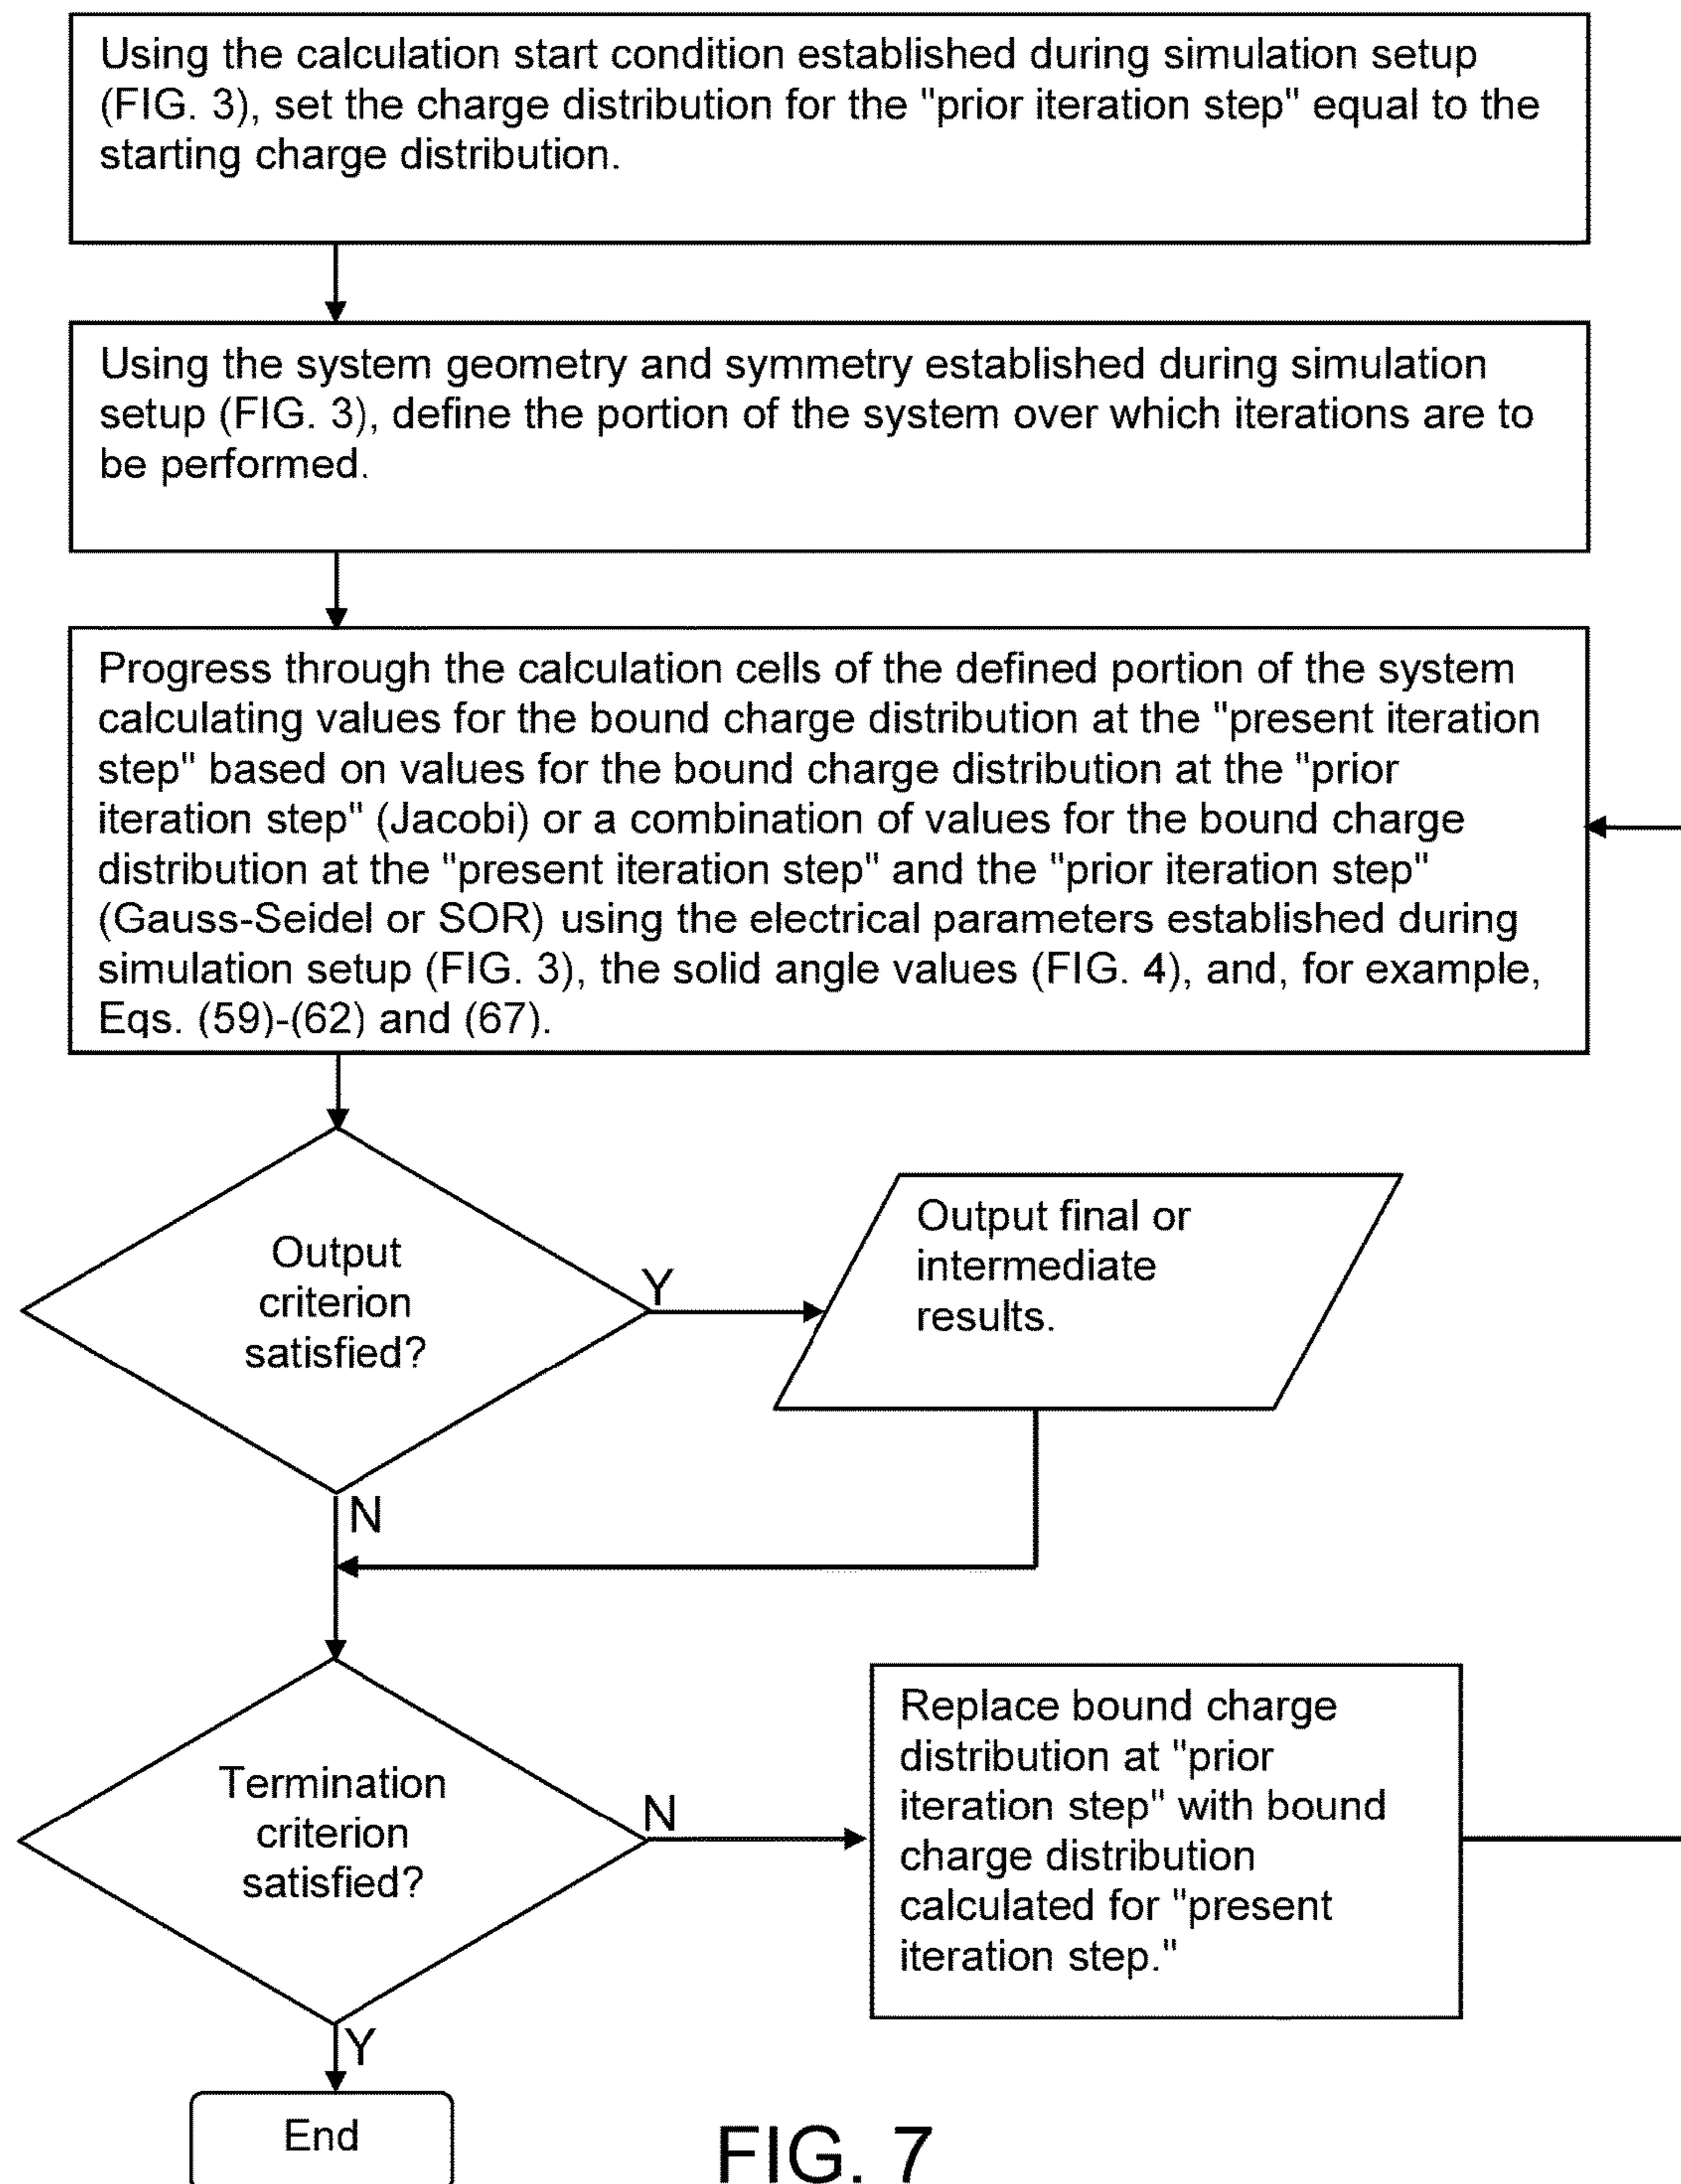 Using the calculation start condition established during simulation setup
(FIG. 3), set the charge distribution for the "prior iteration step" equal to the
starting charge distribution.
Using the system geometry and symmetry established during simulation
setup (FIG. 3), define the portion of the system over which iterations are to
be performed.
Progress through the calculation cells of the defined portion of the system
calculating values for the bound charge distribution at the "present iteration
step" based on values for the bound charge distribution at the "prior
iteration step" (Jacobi) or a combination of values for the bound charge
distribution at the "present iteration step" and the "prior iteration step"
(Gauss-Seidel or SOR) using the electrical parameters established during
simulation setup (FIG. 3), the solid angle values (FIG. 4), and, for example,
Eqs. (59)-(62) and (67).
Output
criterion
satisfied?
Y
Output final or
intermediate
results.
N
Termination
criterion
satisfied?
N
Replace bound charge
distribution at "prior
iteration step" with bound
charge distribution
calculated for "present
iteration step."
Y
End
FIG. 7